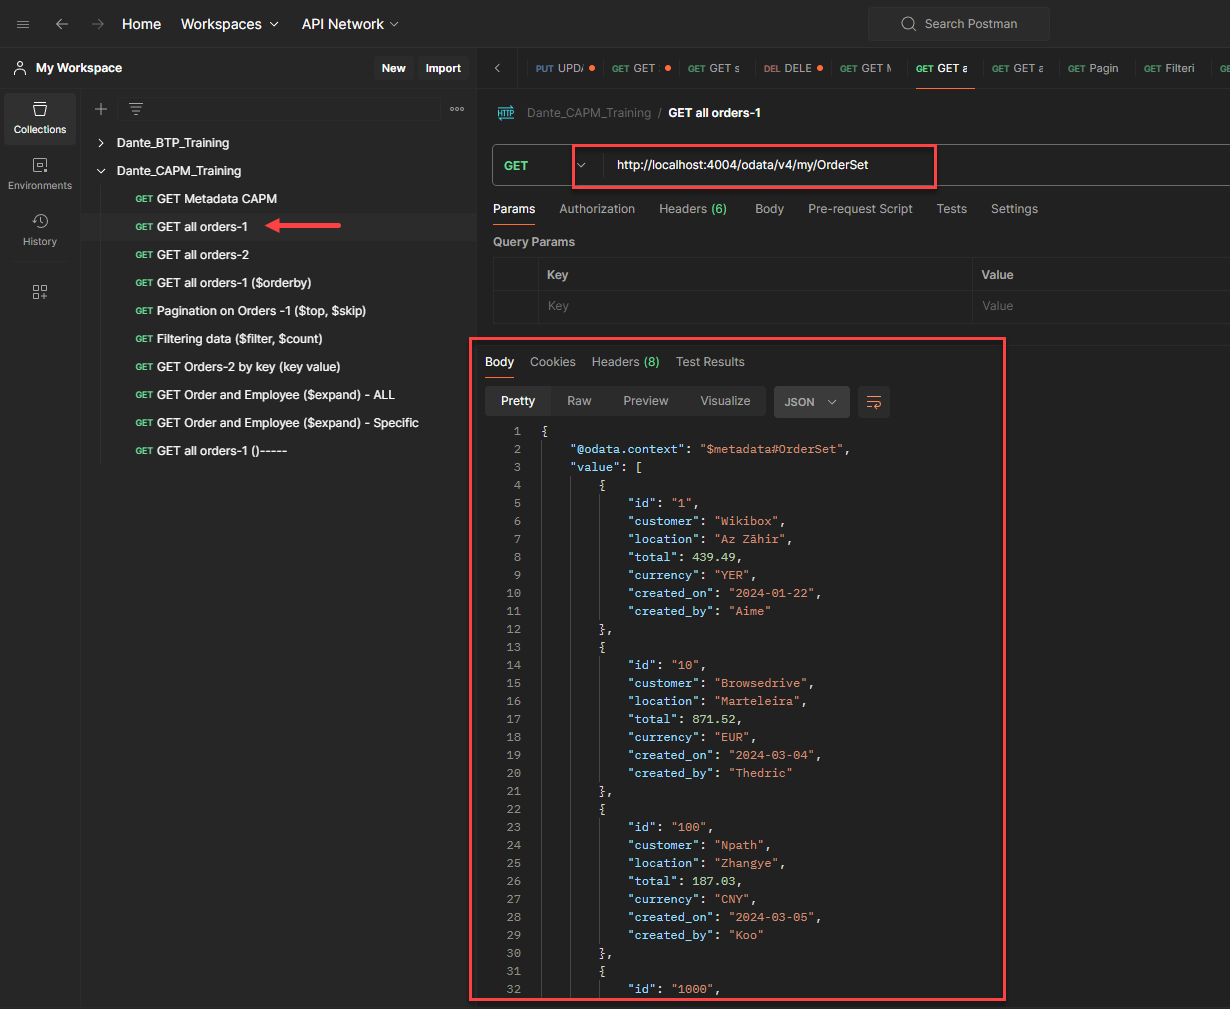 Home Workspaces API Network Search Postman
My Workspace New Import
PUT UPD GET GET GET GET s DEL DELE GET GET M GET GET a GET GET a GET Pagin GET Filteri
Collections
Environments
History
Dante_BTP_Training
Dante_CAPM_Training
GET GET Metadata CAPM
GET GET all orders-1
GET GET all orders-2
GET GET all orders-1 ($orderby)
GET Pagination on Orders -1 ($top, $skip)
GET Filtering data ($filter, $count)
GET GET Orders-2 by key (key value)
GET GET Order and Employee ($expand) - ALL
GET GET Order and Employee ($expand) - Specific
GET GET all orders-1 ()-----
HTTP Dante_CAPM_Training / GET all orders-1
GET http://localhost:4004/odata/v4/my/OrderSet
Params Authorization Headers (6) Body Pre-request Script Tests Settings
Query Params
Key Value
Key Value
Body Cookies Headers (8) Test Results
Pretty Raw Preview Visualize JSON
1 {
2 "@odata.context": "$metadata#OrderSet",
3 "value": [
4 {
5 "id": "1",
6 "customer": "Wikibox",
7 "location": "Az Zāhir",
8 "total": 439.49,
9 "currency": "YER",
10 "created_on": "2024-01-22",
11 "created_by": "Aime"
12 },
13 {
14 "id": "10",
15 "customer": "Browsedrive",
16 "location": "Marteleira",
17 "total": 871.52,
18 "currency": "EUR",
19 "created_on": "2024-03-04",
20 "created_by": "Thedric"
21 },
22 {
23 "id": "100",
24 "customer": "Npath",
25 "location": "Zhangye",
26 "total": 187.03,
27 "currency": "CNY",
28 "created_on": "2024-03-05",
29 "created_by": "Koo"
30 },
31 {
32 "id": "1000",